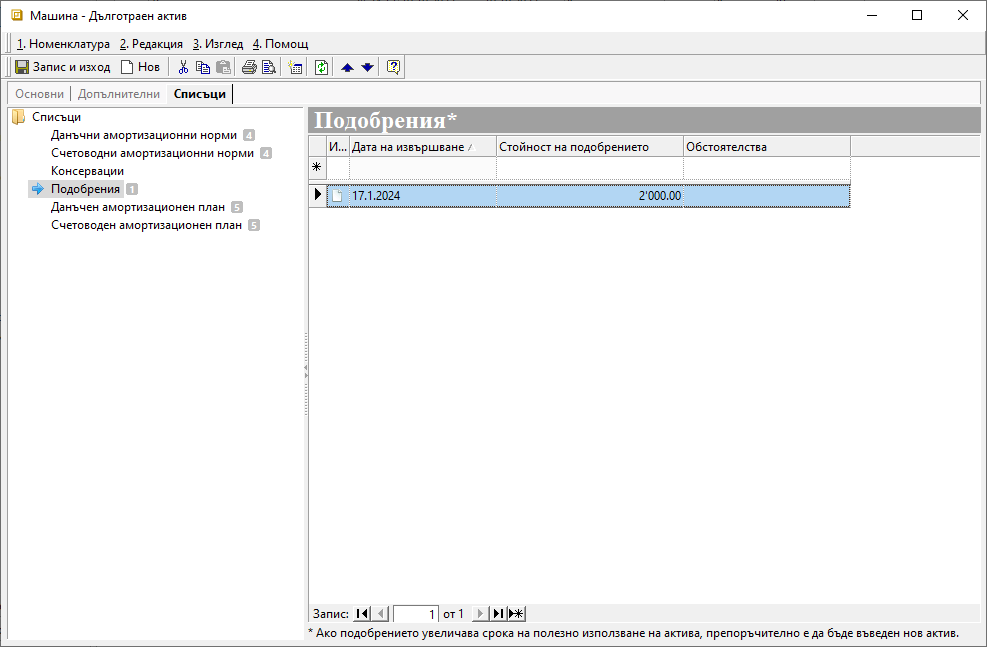 Машина - Дълготраен актив
1. Номенклатура 2. Редакция 3. Изглед 4. Помощ
Запис и изход Нов
Основни Допълнителни Списъци
Списъци
Данъчни амортизационни норми 4
Счетоводни амортизационни норми 4
Консервации
Подобрения 1
Данъчен амортизационен план 5
Счетоводен амортизационен план 5
Подобрения*
И... Дата на извършване Стойност на подобрението Обстоятелства
17.1.2024 2'000.00
Запис: 1 от 1
* Ако подобрението увеличава срока на полезно използване на актива, препоръчително е да бъде въведен нов актив.